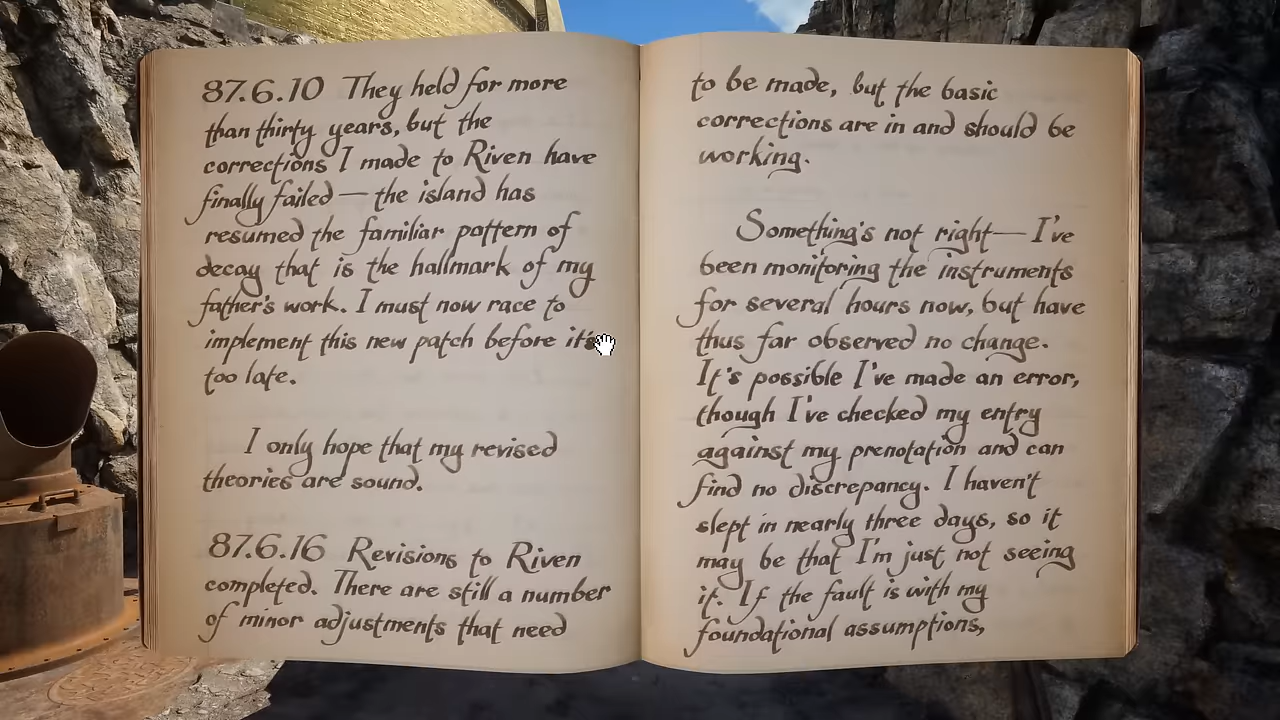 87.6.10 They held for more
than thirty years, but the
corrections I made to Riven have
finally failed — the island has
resumed the familiar pattern of
decay that is the hallmark of my
father's work. I must now race to
implement this new patch before it's
too late.
I only hope that my revised
theories are sound.
87.6.16 Revisions to Riven
completed. There are still a number
of minor adjustments that need
to be made, but the basic
corrections are in and should be
working.
Something's not right — I've
been monitoring the instruments
for several hours now, but have
thus far observed no change.
It's possible I've made an error,
though I've checked my entry
against my prenotation and can
find no discrepancy. I haven't
slept in nearly three days, so it
may be that I'm just not seeing
it. If the fault is with my
foundational assumptions,